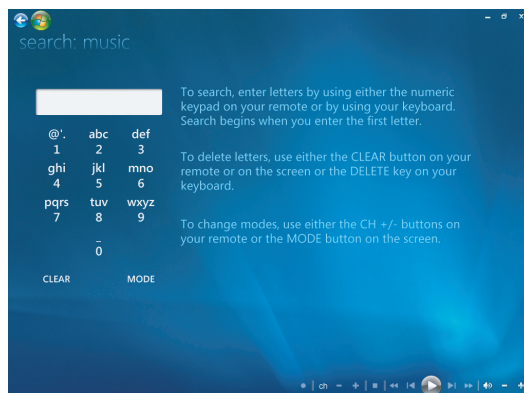 search: music
To search, enter letters by using either the numeric
keypad on your remote or by using your keyboard.
Search begins when you enter the first letter.
To delete letters, use either the CLEAR button on your
remote or on the screen or the DELETE key on your
keyboard.
To change modes, use either the CH +/- buttons on
your remote or the MODE button on the screen.
@'. abc def
1 2 3
ghi jkl mno
4 5 6
pqrs tuv wxyz
7 8 9
_
0
CLEAR MODE
ch - +
- +